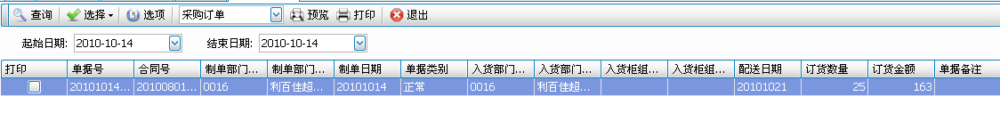 查询 选择 选项 采购订单 预览 打印 退出
起始日期: 2010-10-14 结束日期: 2010-10-14
打印 单据号 合同号 制单部门... 制单部门... 制单日期 单据类别 入货部门... 入货部门... 入货柜组... 入货柜组... 配送日期 订货数量 订货金额 单据备注
20101014... 20100801... 0016 利百佳超... 20101014 正常 0016 利百佳超... 20101021 25 163